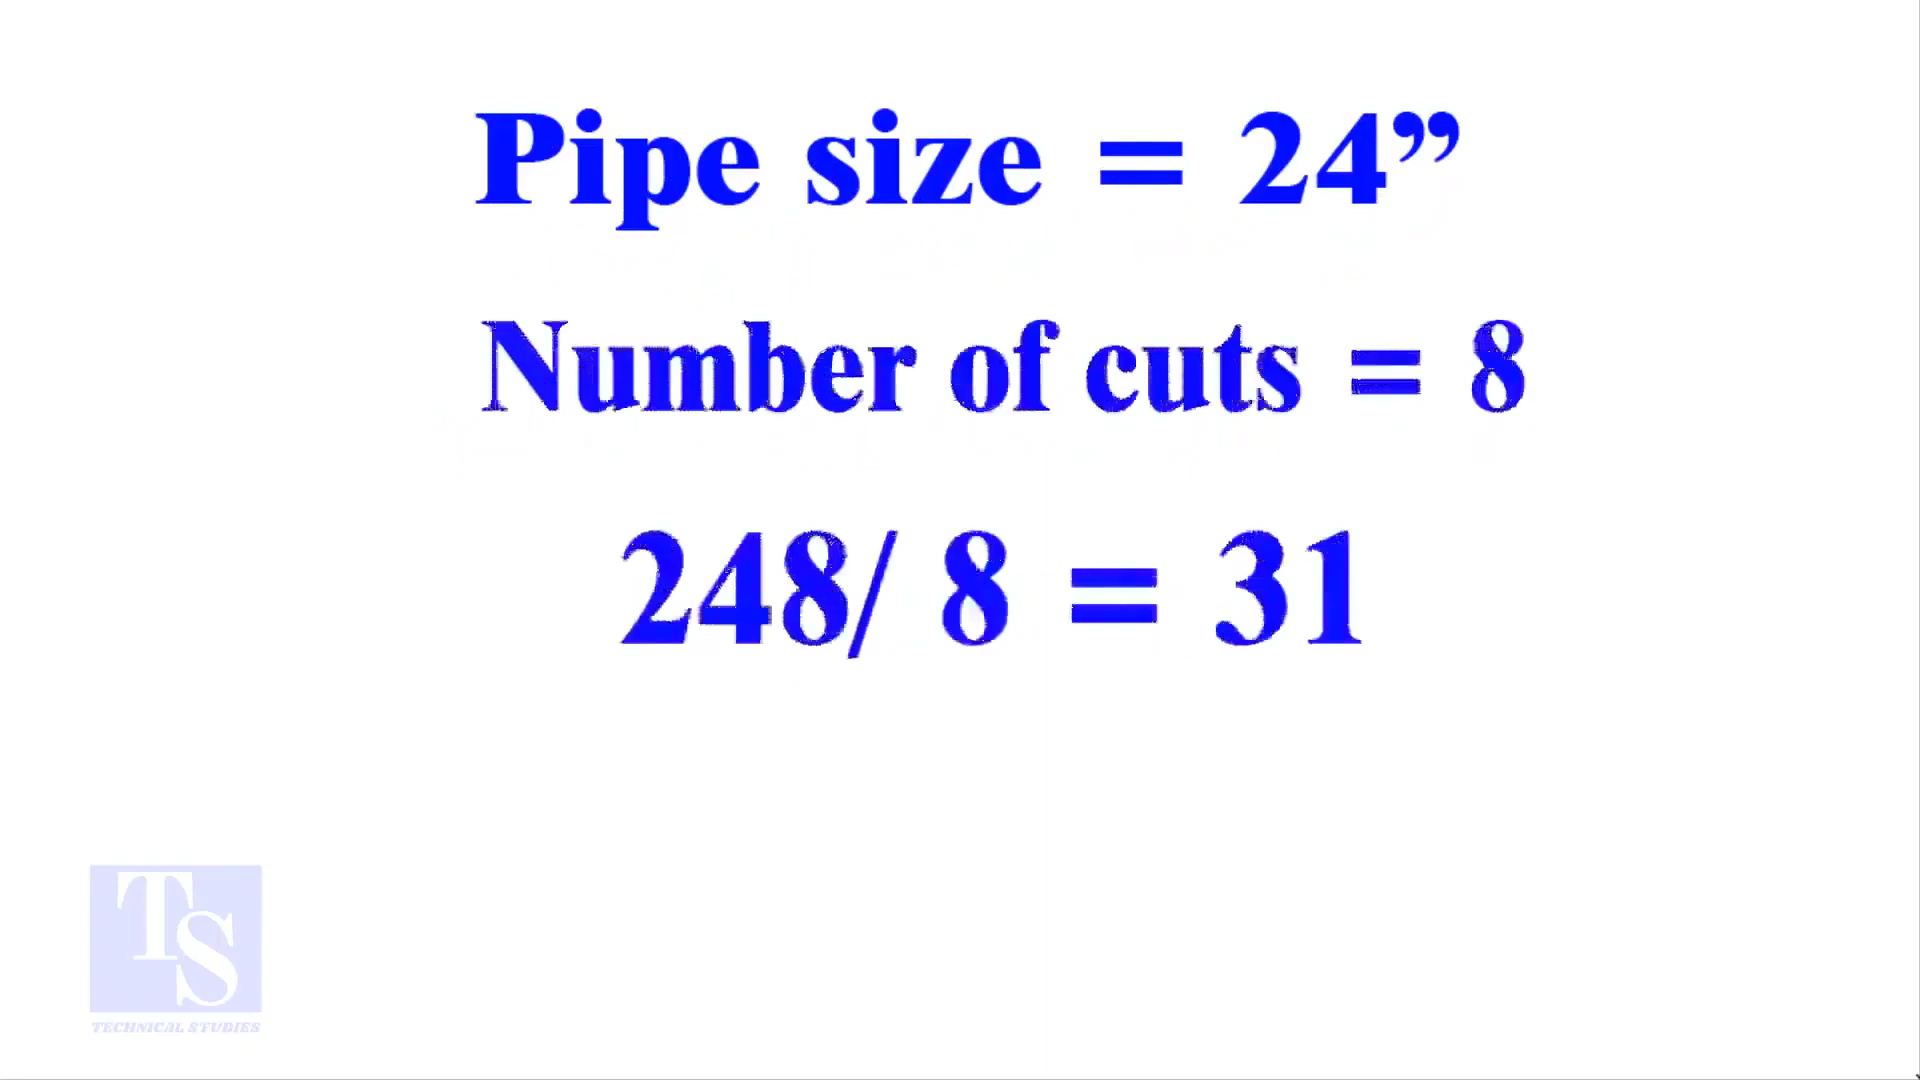 Pipe size = 24”
Number of cuts = 8
248/ 8 = 31
TS
TECHNICAL STUDIES